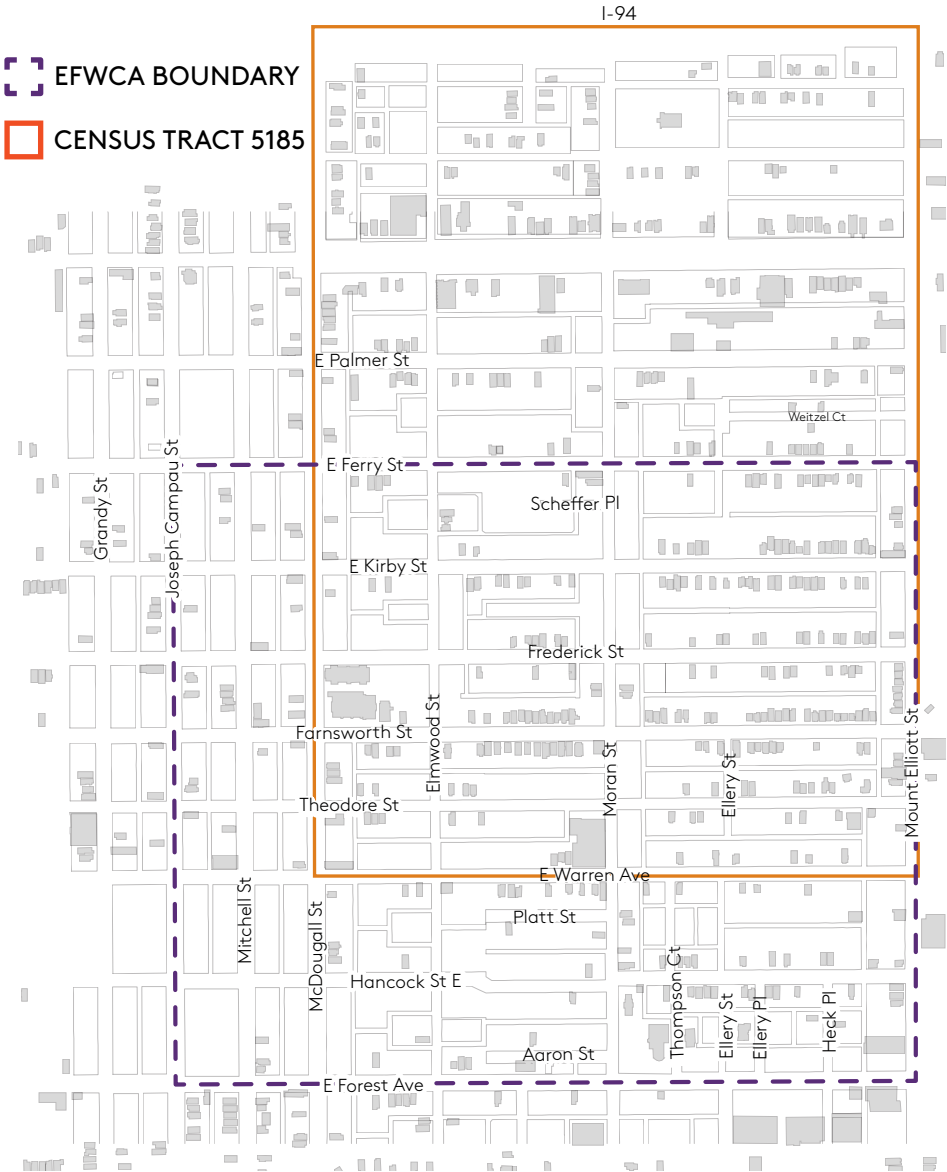 I-94
EFWCA BOUNDARY
CENSUS TRACT 5185
E Palmer St
Weitzel Ct
E Ferry St
Grandy St
Joseph Campau St
Scheffer Pl
E Kirby St
Frederick St
Elmwood St
Farnsworth St
Moran St
Ellery St
Mount Elliott St
Theodore St
E Warren Ave
Mitchell St
McDougall St
Platt St
Thompson Ct
Hancock St E
Ellery St
Ellery Pl
Heck Pl
Aaron St
E Forest Ave